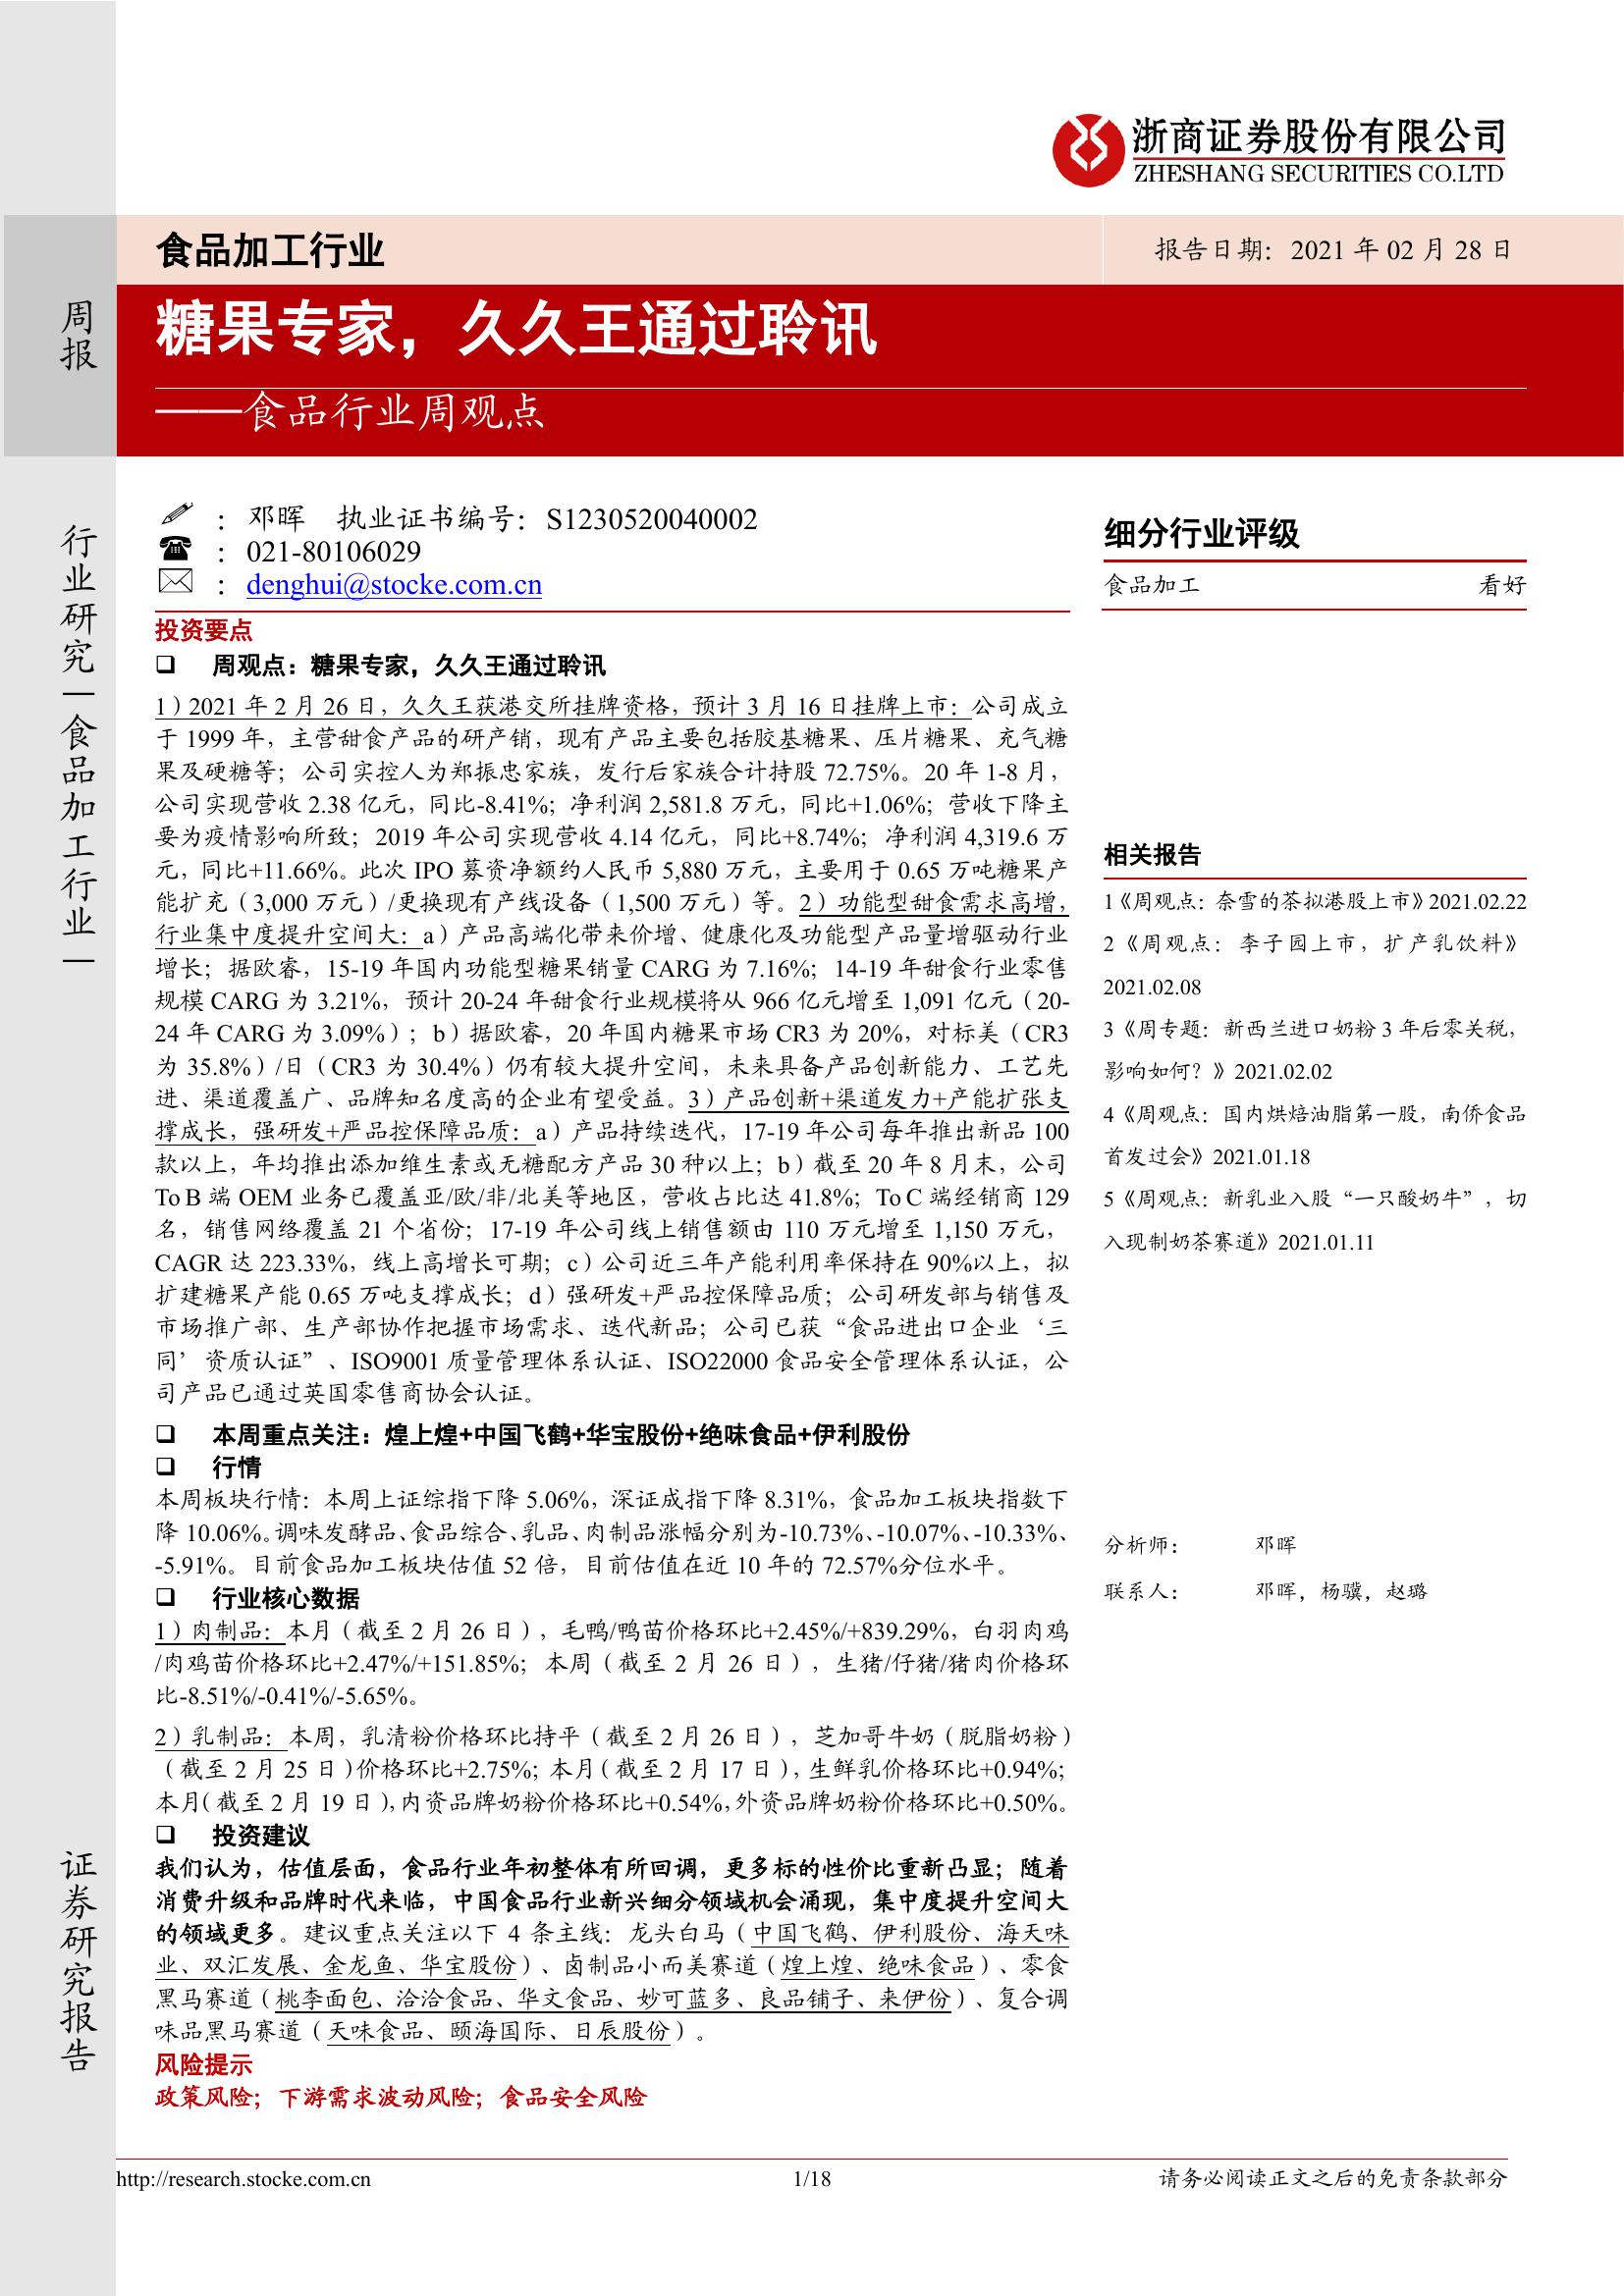 浙商证券股份有限公司
ZHESHANG SECURITIES CO.LTD
食品加工行业
报告日期：2021 年 02 月 28 日
周报
糖果专家，久久王通过聆讯
——食品行业周观点
行业研究｜食品加工行业｜
证券研究报告
： 邓晖 执业证书编号：S1230520040002
： 021-80106029
： denghui@stocke.com.cn
投资要点
❑ 周观点：糖果专家，久久王通过聆讯
1）2021 年 2 月 26 日，久久王获港交所挂牌资格，预计 3 月 16 日挂牌上市：公司成立
于 1999 年，主营甜食产品的研产销，现有产品主要包括胶基糖果、压片糖果、充气糖
果及硬糖等；公司实控人为郑振忠家族，发行后家族合计持股 72.75%。20 年 1-8 月，
公司实现营收 2.38 亿元，同比-8.41%；净利润 2,581.8 万元，同比+1.06%；营收下降主
要为疫情影响所致；2019 年公司实现营收 4.14 亿元，同比+8.74%；净利润 4,319.6 万
元，同比+11.66%。此次 IPO 募资净额约人民币 5,880 万元，主要用于 0.65 万吨糖果产
能扩充（3,000 万元）/更换现有产线设备（1,500 万元）等。2）功能型甜食需求高增，
行业集中度提升空间大：a）产品高端化带来价增、健康化及功能型产品量增驱动行业
增长；据欧睿，15-19 年国内功能型糖果销量 CARG 为 7.16%；14-19 年甜食行业零售
规模 CARG 为 3.21%，预计 20-24 年甜食行业规模将从 966 亿元增至 1,091 亿元（20-
24 年 CARG 为 3.09%）；b）据欧睿，20 年国内糖果市场 CR3 为 20%，对标美（CR3
为 35.8%）/日（CR3 为 30.4%）仍有较大提升空间，未来具备产品创新能力、工艺先
进、渠道覆盖广、品牌知名度高的企业有望受益。3）产品创新+渠道发力+产能扩张支
撑成长，强研发+严品控保障品质：a）产品持续迭代，17-19 年公司每年推出新品 100
款以上，年均推出添加维生素或无糖配方产品 30 种以上；b）截至 20 年 8 月末，公司
To B 端 OEM 业务已覆盖亚/欧/非/北美等地区，营收占比达 41.8%；To C 端经销商 129
名，销售网络覆盖 21 个省份；17-19 年公司线上销售额由 110 万元增至 1,150 万元，
CAGR 达 223.33%，线上高增长可期；c）公司近三年产能利用率保持在 90%以上，拟
扩建糖果产能 0.65 万吨支撑成长；d）强研发+严品控保障品质；公司研发部与销售及
市场推广部、生产部协作把握市场需求、迭代新品；公司已获“食品进出口企业‘三
同’资质认证”、ISO9001 质量管理体系认证、ISO22000 食品安全管理体系认证，公
司产品已通过英国零售商协会认证。
❑ 本周重点关注：煌上煌+中国飞鹤+华宝股份+绝味食品+伊利股份
❑ 行情
本周板块行情：本周上证综指下降 5.06%，深证成指下降 8.31%，食品加工板块指数下
降 10.06%。调味发酵品、食品综合、乳品、肉制品涨幅分别为-10.73%、-10.07%、-10.33%、
-5.91%。目前食品加工板块估值 52 倍，目前估值在近 10 年的 72.57%分位水平。
❑ 行业核心数据
1）肉制品：本月（截至 2 月 26 日），毛鸭/鸭苗价格环比+2.45%/+839.29%，白羽肉鸡
/肉鸡苗价格环比+2.47%/+151.85%；本周（截至 2 月 26 日），生猪/仔猪/猪肉价格环
比-8.51%/-0.41%/-5.65%。
2）乳制品：本周，乳清粉价格环比持平（截至 2 月 26 日），芝加哥牛奶（脱脂奶粉）
（截至 2 月 25 日）价格环比+2.75%；本月（截至 2 月 17 日），生鲜乳价格环比+0.94%；
本月（截至 2 月 19 日），内资品牌奶粉价格环比+0.54%，外资品牌奶粉价格环比+0.50%。
❑ 投资建议
我们认为，估值层面，食品行业年初整体有所回调，更多标的性价比重新凸显；随着
消费升级和品牌时代来临，中国食品行业新兴细分领域机会涌现，集中度提升空间大
的领域更多。建议重点关注以下 4 条主线：龙头白马（中国飞鹤、伊利股份、海天味
业、双汇发展、金龙鱼、华宝股份）、卤制品小而美赛道（煌上煌、绝味食品）、零食
黑马赛道（桃李面包、洽洽食品、华文食品、妙可蓝多、良品铺子、来伊份）、复合调
味品黑马赛道（天味食品、颐海国际、日辰股份）。
风险提示
政策风险；下游需求波动风险；食品安全风险
细分行业评级
食品加工 看好
相关报告
1《周观点：奈雪的茶拟港股上市》2021.02.22
2《周观点：李子园上市，扩产乳饮料》
2021.02.08
3《周专题：新西兰进口奶粉 3 年后零关税，
影响如何？》2021.02.02
4《周观点：国内烘焙油脂第一股，南侨食品
首发过会》2021.01.18
5《周观点：新乳业入股“一只酸奶牛”，切
入现制奶茶赛道》2021.01.11
分析师： 邓晖
联系人： 邓晖，杨骥，赵璐
http://research.stocke.com.cn
1/18
请务必阅读正文之后的免责条款部分